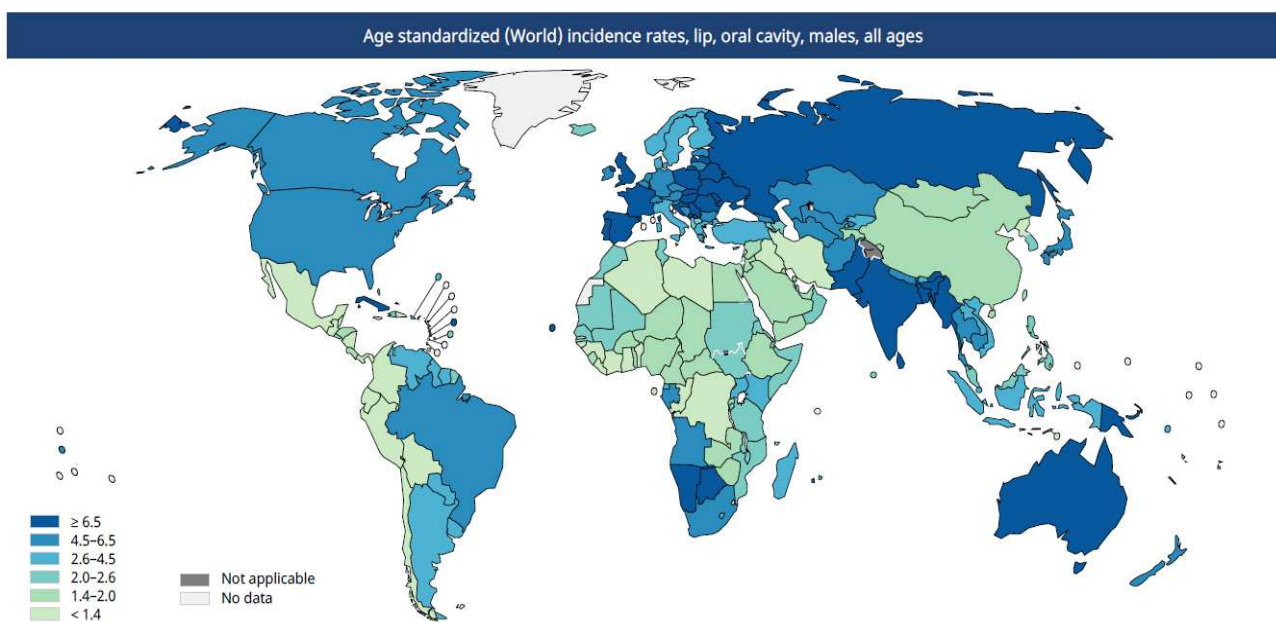 Age standardized (World) incidence rates, lip, oral cavity, males, all ages
≥ 6.5
4.5–6.5
2.6–4.5
2.0–2.6
1.4–2.0
< 1.4
Not applicable
No data